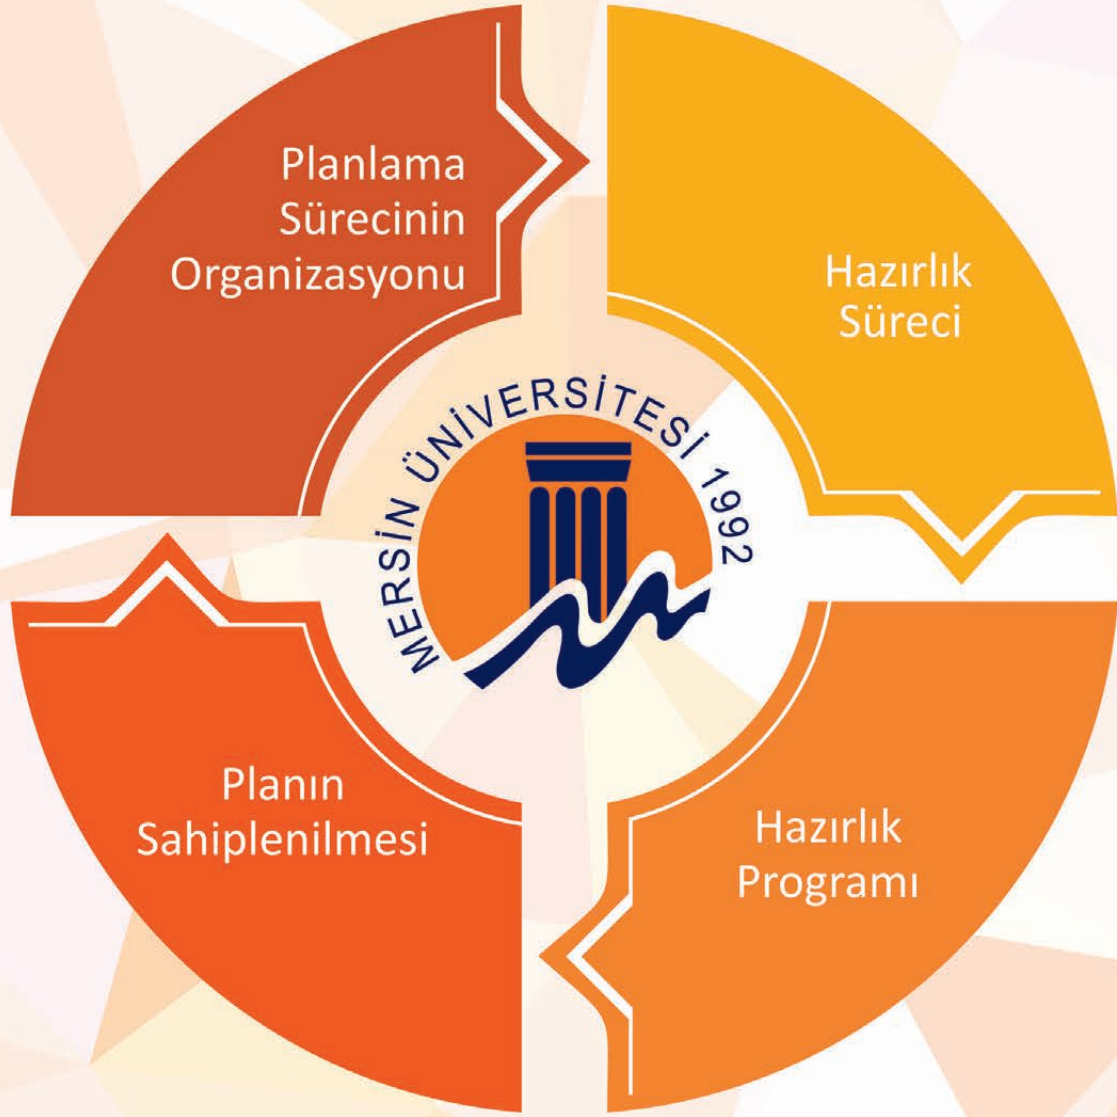 Planlama
Sürecinin
Organizasyonu
Hazırlık
Süreci
MERSİN ÜNİVERSİTESİ 1992
Planın
Sahiplenilmesi
Hazırlık
Programı